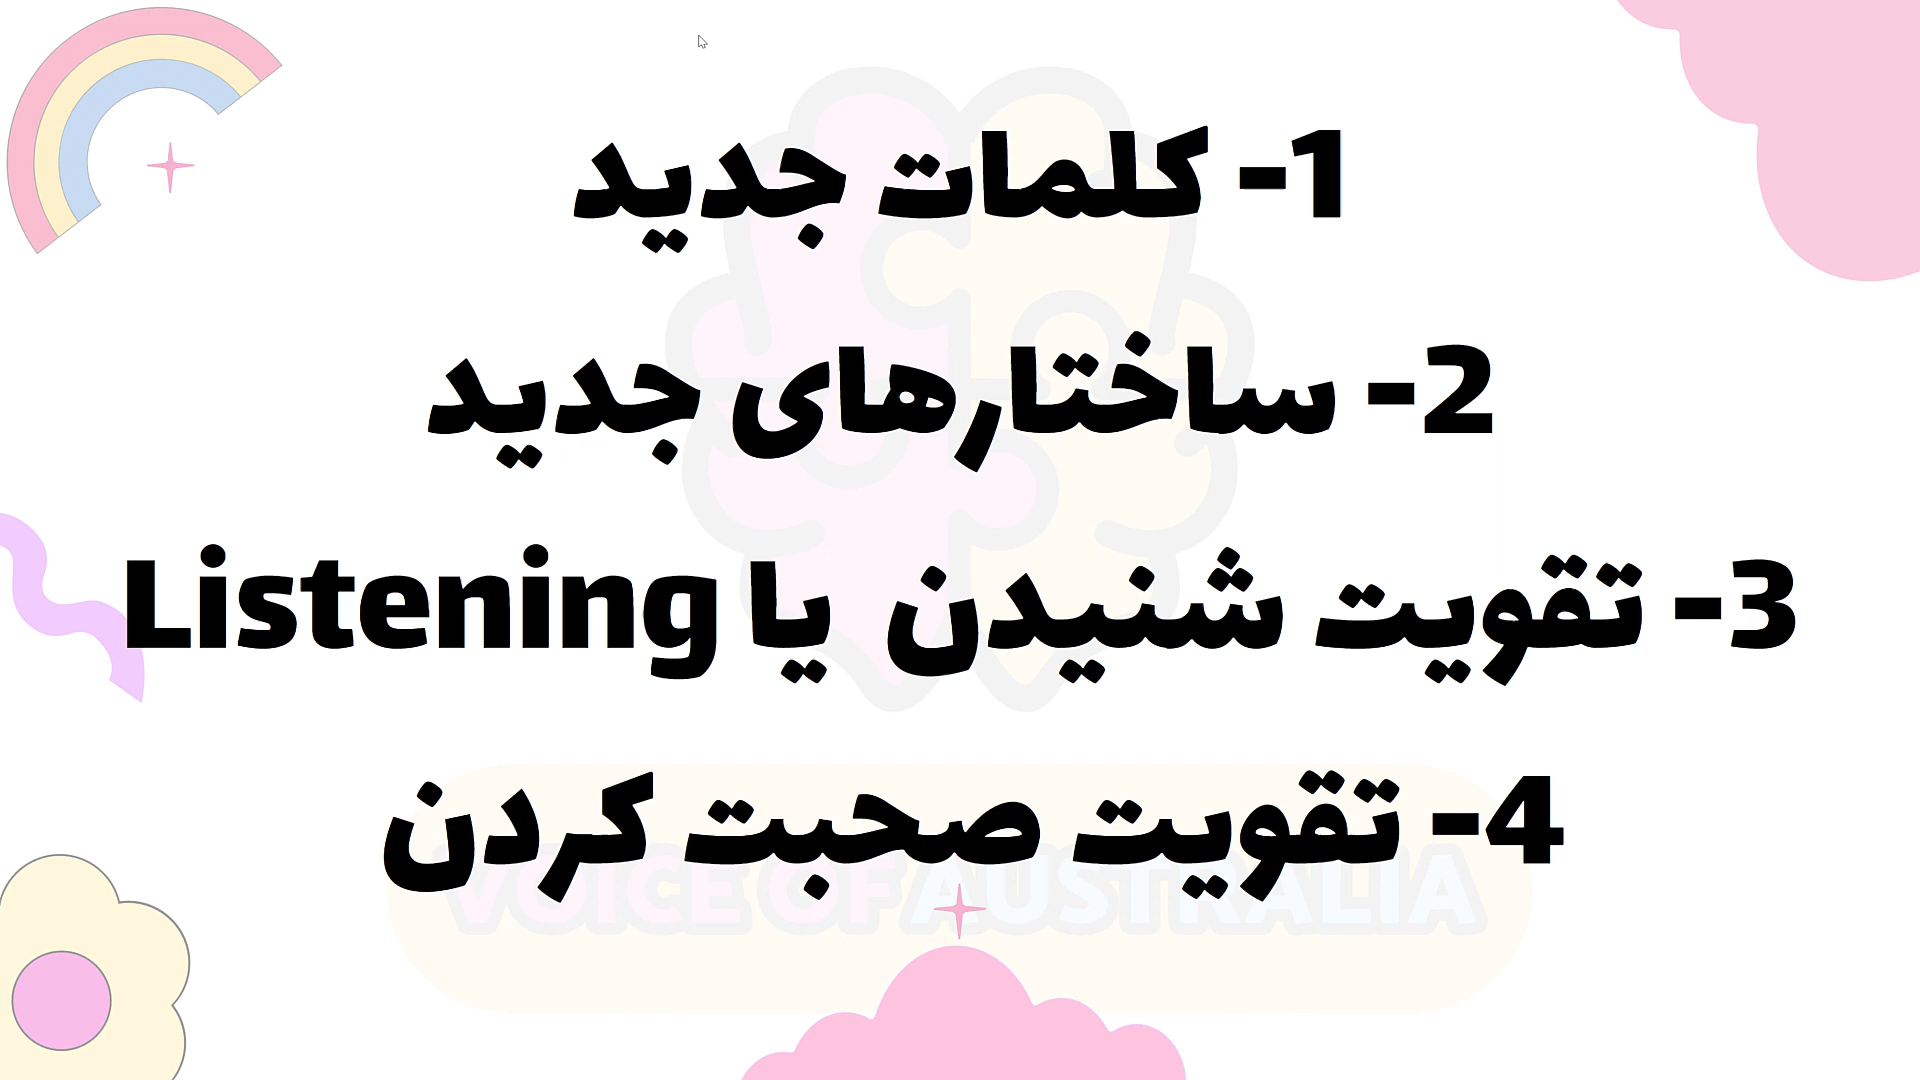 1- کلمات جدید
2- ساختارهای جدید
3- تقویت شنیدن یا Listening
4- تقویت صحبت کردن
VOICE OF AUSTRALIA